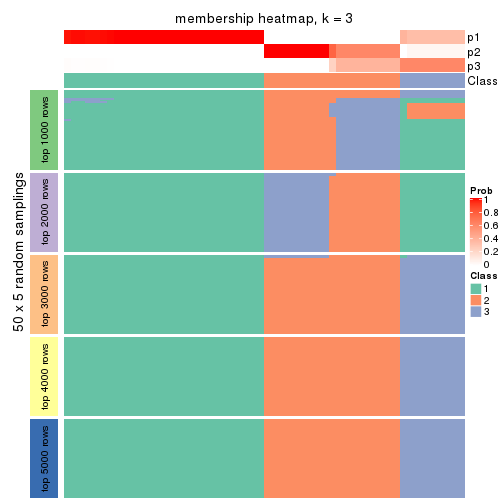 membership heatmap, k = 3
p1
p2
p3
Class
50 x 5 random samplings
top 1000 rows
top 2000 rows
top 3000 rows
top 4000 rows
top 5000 rows
Prob
1
0.8
0.6
0.4
0.2
0
Class
1
2
3